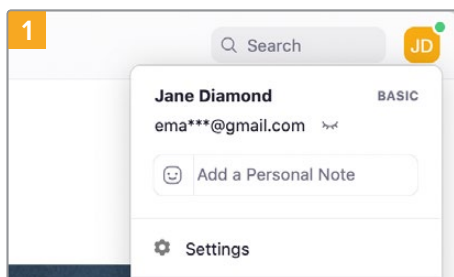 1
Search
JD
Jane Diamond BASIC
ema***@gmail.com
Add a Personal Note
Settings